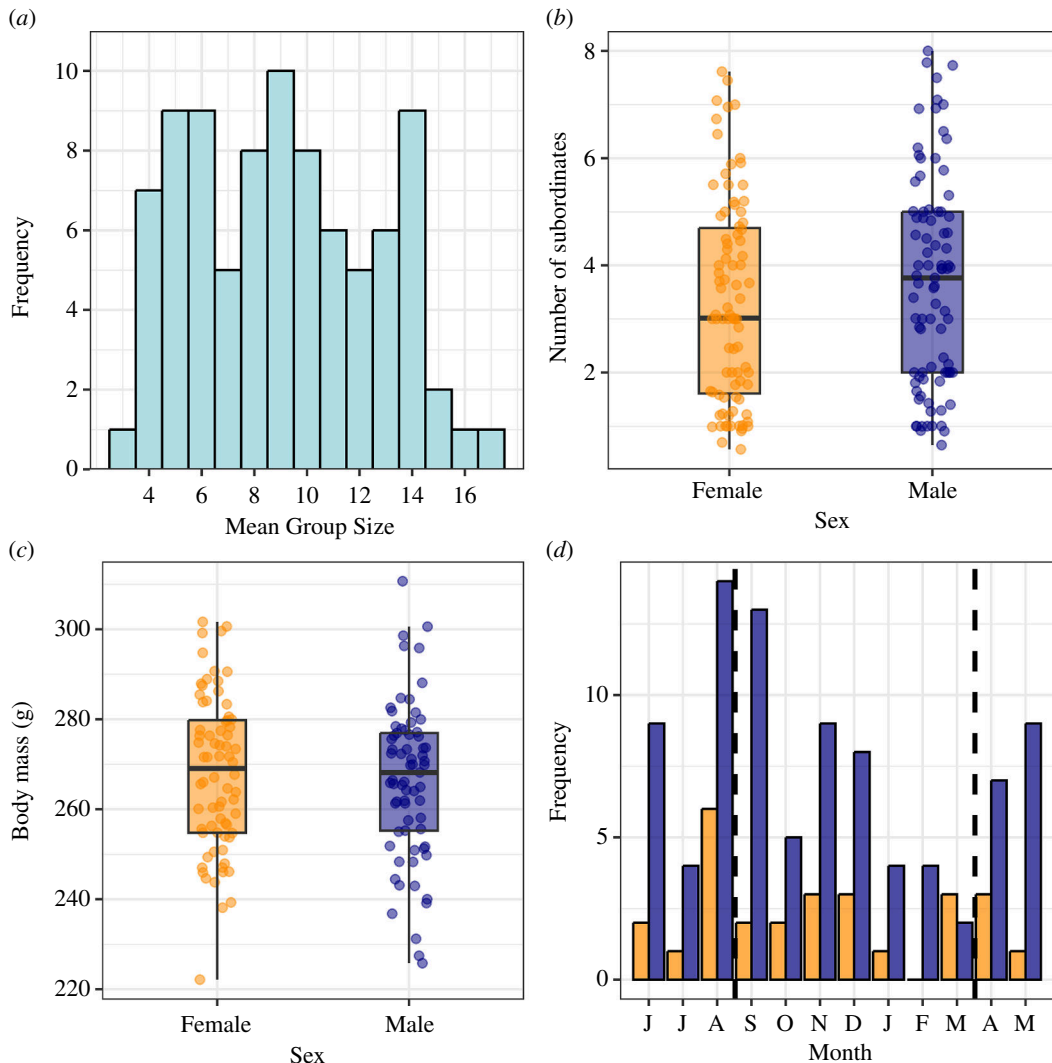 (a)
10
8
6
4
2
0
Frequency
4 6 8 10 12 14 16
Mean Group Size
(b)
8
6
4
2
Number of subordinates
Female Male
Sex
(c)
300
280
260
240
220
Body mass (g)
Female Male
Sex
(d)
10
5
0
Frequency
J J A S O N D J F M A M
Month